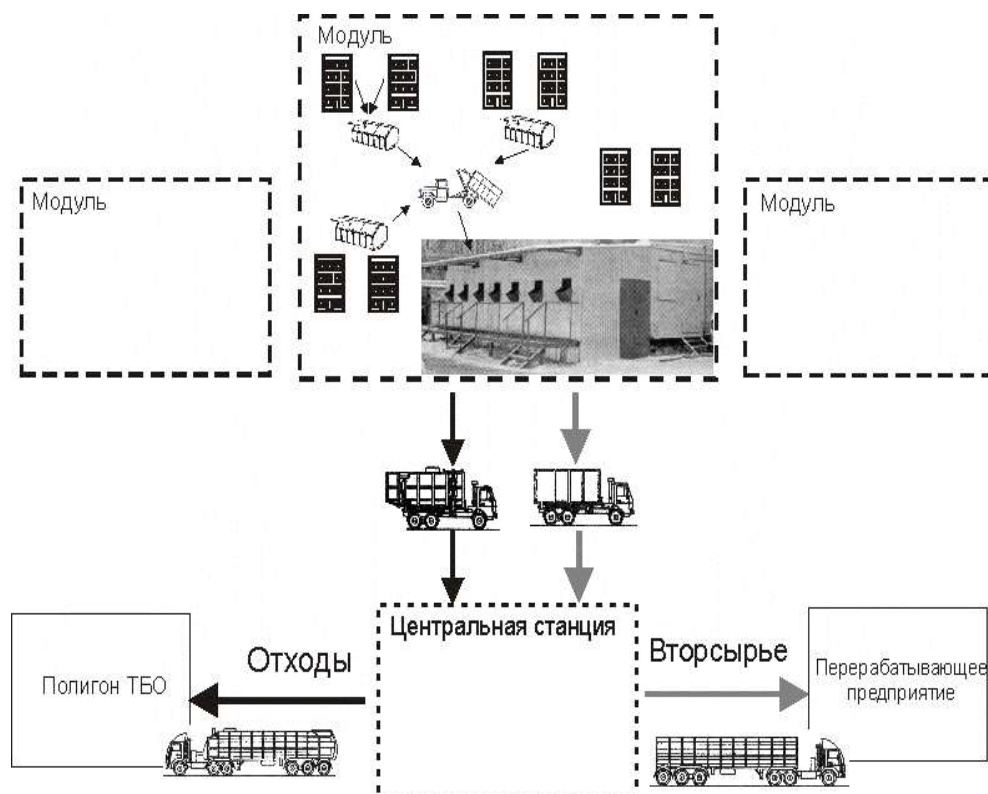 Модуль
Модуль
Модуль
Центральная станция
Отходы
Вторсырье
Полигон ТБО
Перерабатывающее
предприятие